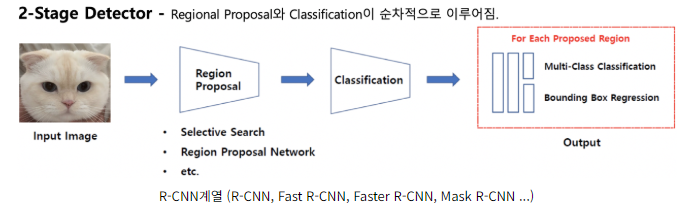 2-Stage Detector - Regional Proposal와 Classification이 순차적으로 이루어짐.
For Each Proposed Region
Region
Proposal
Classification
Multi-Class Classification
Bounding Box Regression
Input Image
Output
• Selective Search
• Region Proposal Network
• etc.
R-CNN계열 (R-CNN, Fast R-CNN, Faster R-CNN, Mask R-CNN ...)